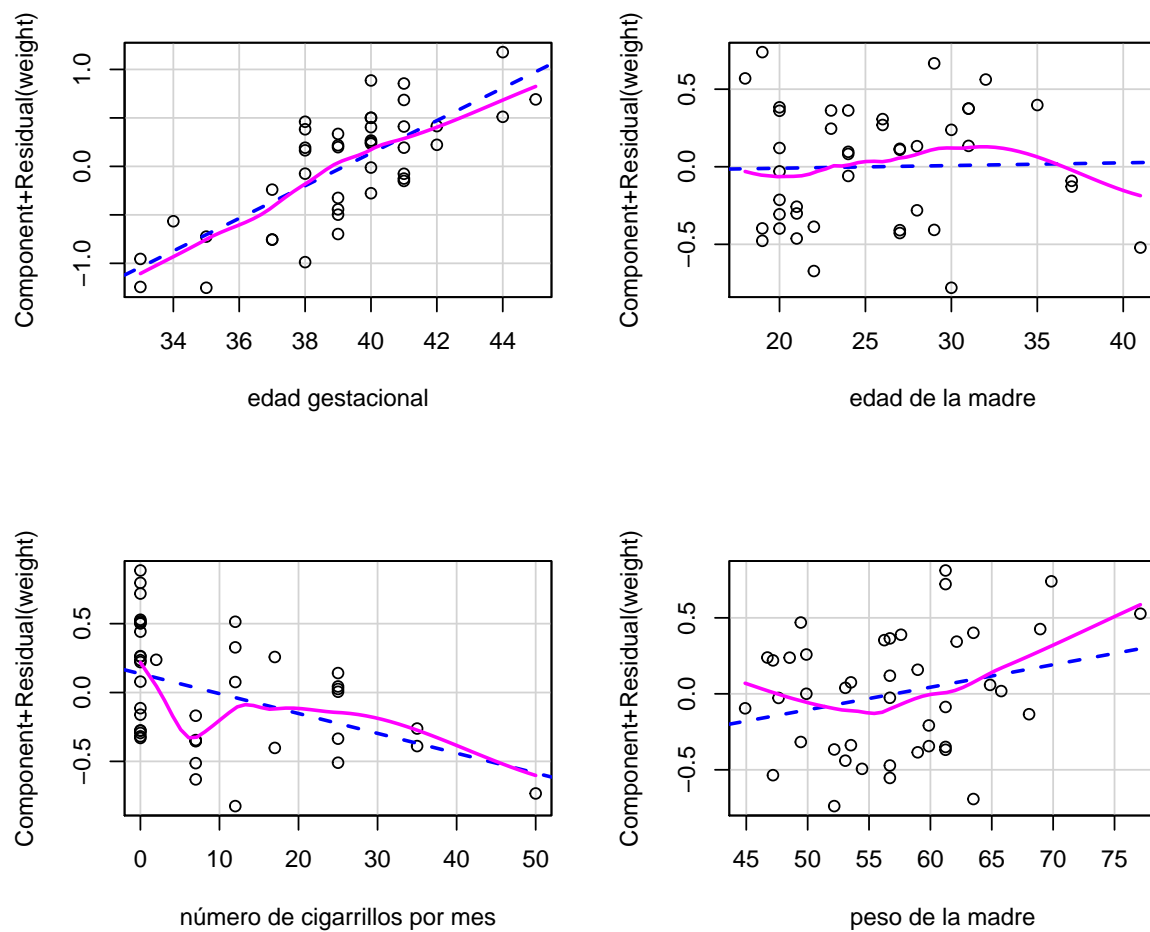 Component+Residual(weight)
−1.0
0.0
1.0
34 36 38 40 42 44
edad gestacional
Component+Residual(weight)
−0.5
0.0
0.5
20 25 30 35 40
edad de la madre
Component+Residual(weight)
−0.5
0.0
0.5
0 10 20 30 40 50
número de cigarrillos por mes
Component+Residual(weight)
−0.5
0.0
0.5
45 50 55 60 65 70 75
peso de la madre